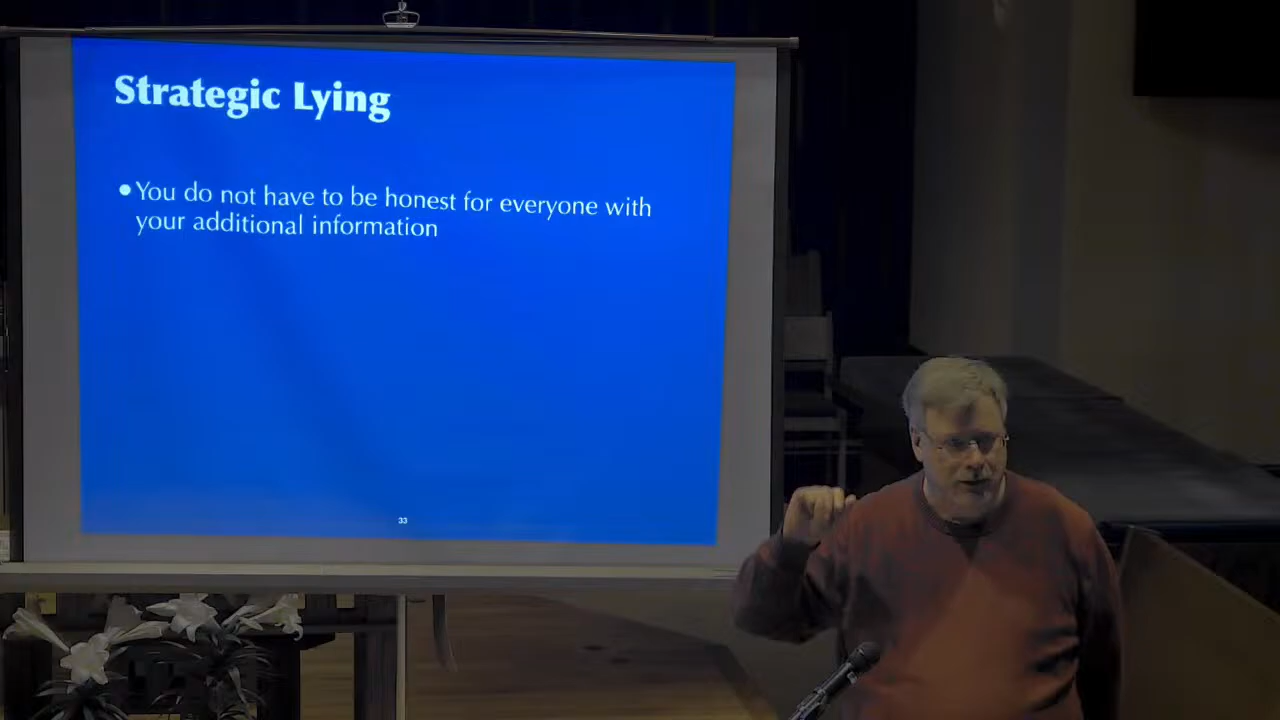 Strategic Lying
•You do not have to be honest for everyone with
your additional information
33